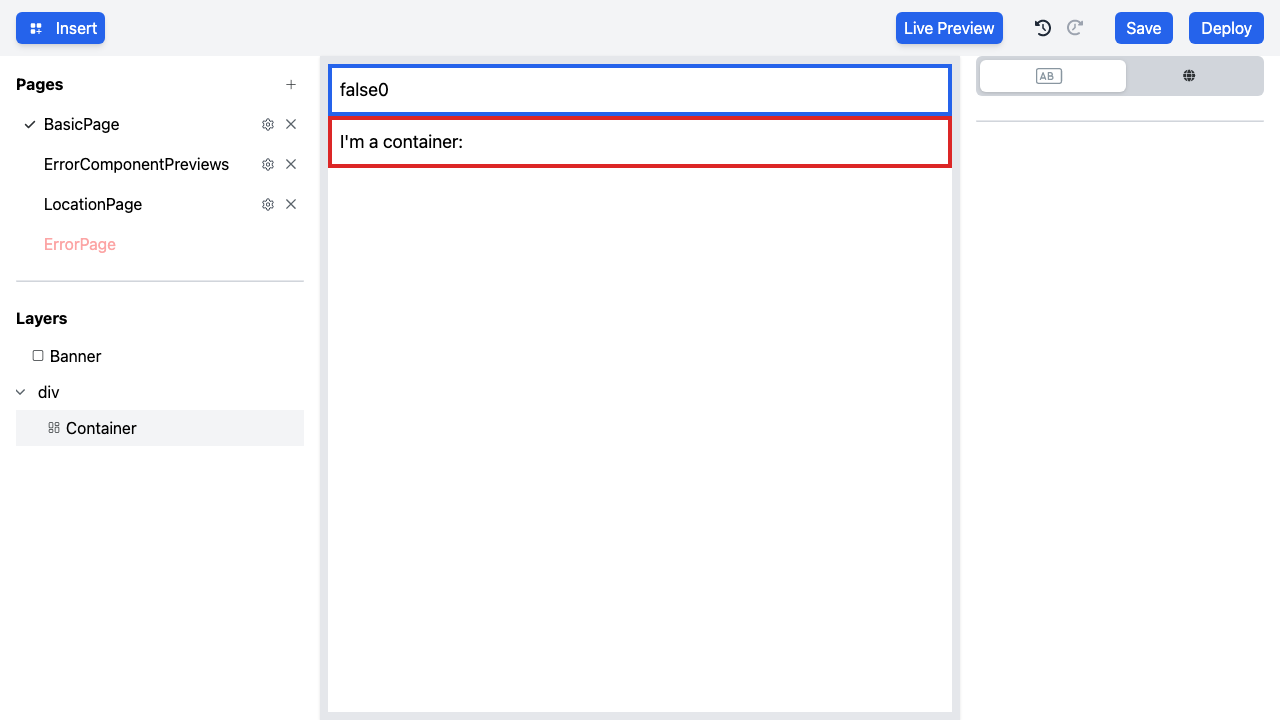 Insert
Live Preview
Save
Deploy
Pages
BasicPage
ErrorComponentPreviews
LocationPage
ErrorPage
Layers
Banner
div
Container
false0
I'm a container:
AB